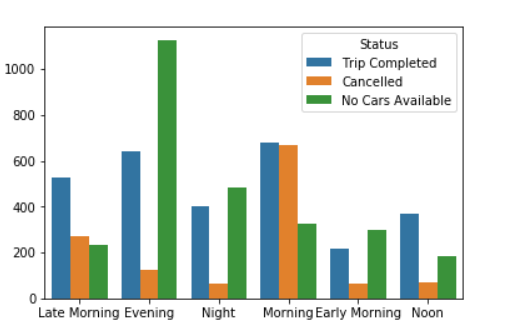 Status
Trip Completed
Cancelled
No Cars Available
1000
800
600
400
200
0
Late Morning Evening Night Morning Early Morning Noon